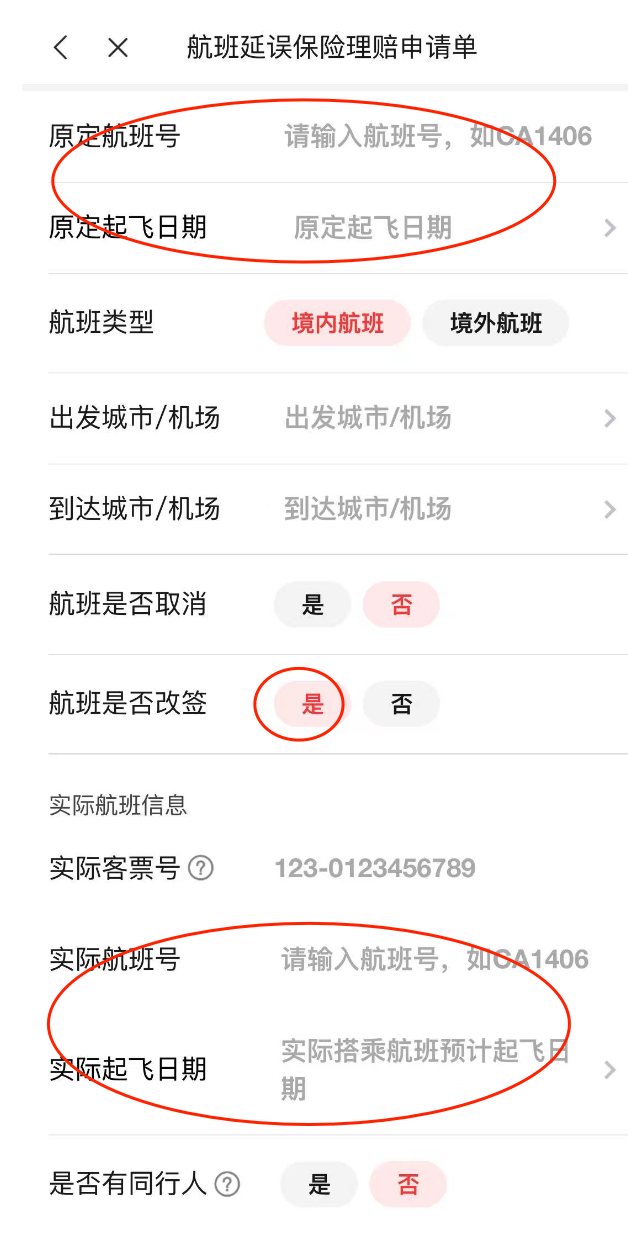 航班延误保险理赔申请单
原定航班号 请输入航班号，如CA1406
原定起飞日期 原定起飞日期
航班类型 境内航班 境外航班
出发城市/机场 出发城市/机场
到达城市/机场 到达城市/机场
航班是否取消 是 否
航班是否改签 是 否
实际航班信息
实际客票号 ? 123-0123456789
实际航班号 请输入航班号，如CA1406
实际起飞日期 实际搭乘航班预计起飞日
期
是否有同行人 ? 是 否